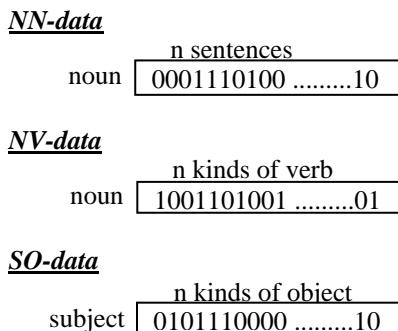 NN-data
n sentences
noun 0001110100 .........10
NV-data
n kinds of verb
noun 1001101001 .........01
SO-data
n kinds of object
subject 0101110000 .........10